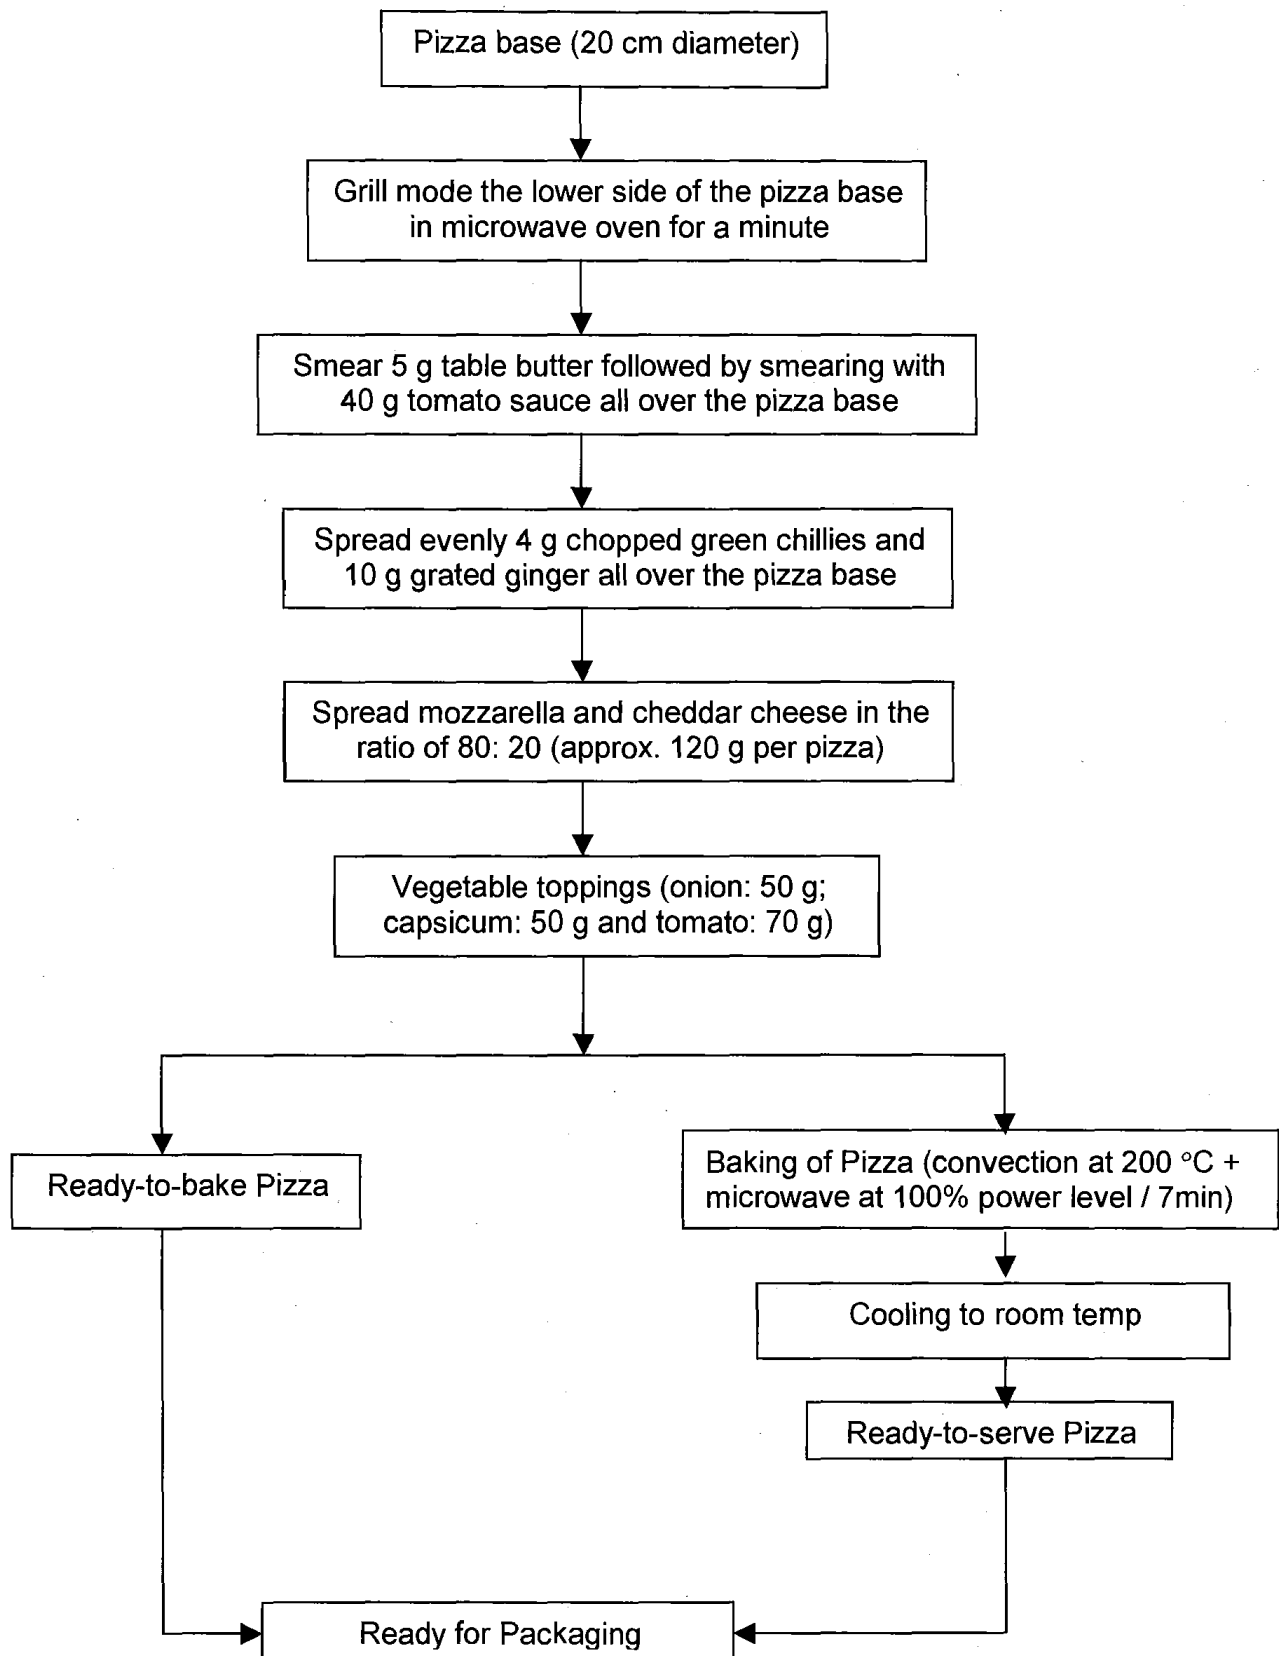 Pizza base (20 cm diameter)
Grill mode the lower side of the pizza base
in microwave oven for a minute
Smear 5 g table butter followed by smearing with
40 g tomato sauce all over the pizza base
Spread evenly 4 g chopped green chillies and
10 g grated ginger all over the pizza base
Spread mozzarella and cheddar cheese in the
ratio of 80: 20 (approx. 120 g per pizza)
Vegetable toppings (onion: 50 g;
capsicum: 50 g and tomato: 70 g)
Ready-to-bake Pizza
Baking of Pizza (convection at 200 °C +
microwave at 100% power level / 7min)
Cooling to room temp
Ready-to-serve Pizza
Ready for Packaging